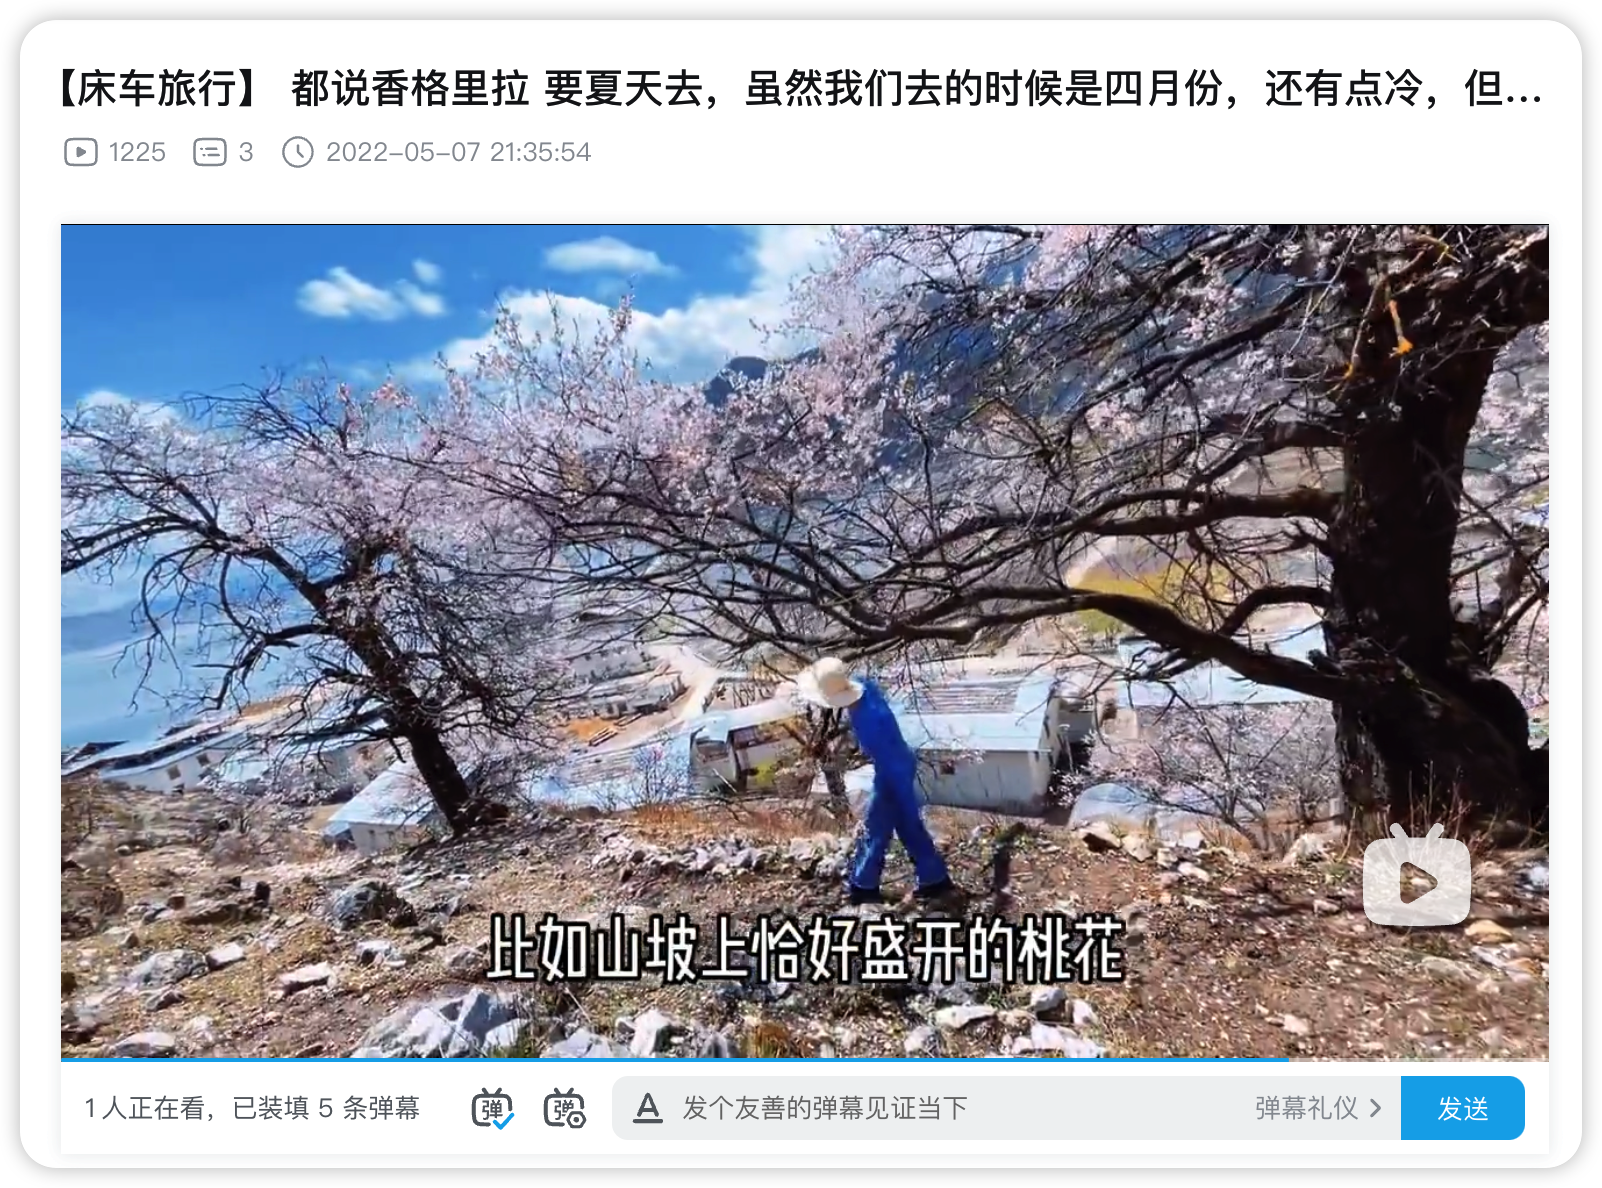 【床车旅行】 都说香格里拉 要夏天去，虽然我们去的时候是四月份，还有点冷，但...
1225 3 2022-05-07 21:35:54
比如山坡上恰好盛开的桃花
1人正在看，已装填 5 条弹幕 弹 弹 A 发个友善的弹幕见证当下 弹幕礼仪 > 发送